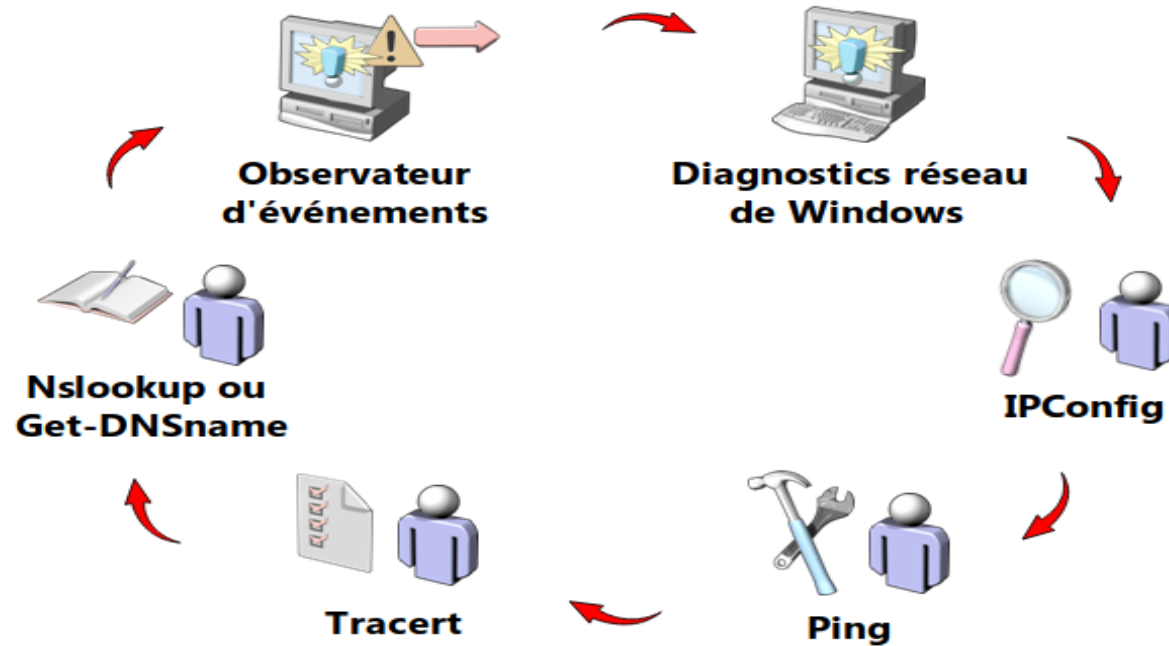 Observateur
d'événements
Diagnostics réseau
de Windows
Nslookup ou
Get-DNSname
IPConfig
Tracert
Ping